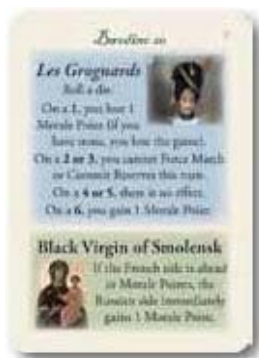 Borodino 20
Les Grognards
Roll a die.
On a 1, you lose 1
Morale Point (if you
have none, you lose the game).
On a 2 or 3, you cannot Force March
or Commit Reserves this turn.
On a 4 or 5, there is no effect.
On a 6, you gain 1 Morale Point.
Black Virgin of Smolensk
If the French side is ahead
in Morale Points, the
Russian side immediately
gains 1 Morale Point.